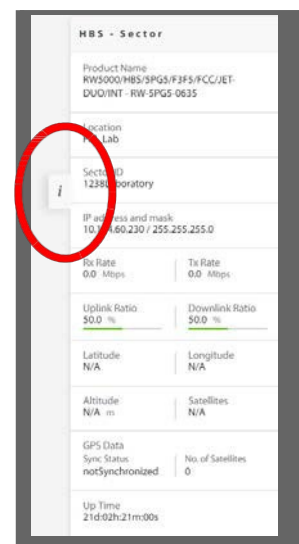 HBS - Sector
Product Name
RW5000/HBS/5PG5/F3F5/FCC/JET-
DUO/INT - RW-5PG5-0635
Location
Lab
Sector ID
IP address and mask
/ 255.255.255.0
Rx Rate Tx Rate
0.0 Mbps 0.0 Mbps
i
Uplink Ratio Downlink Ratio
50.0 % 50.0 %
Latitude Longitude
N/A N/A
Altitude Satellites
N/A m N/A
GPS Data
Sync Status No. of Satellites
notSynchronized 0
Up Time
21d:02h:21m:00s